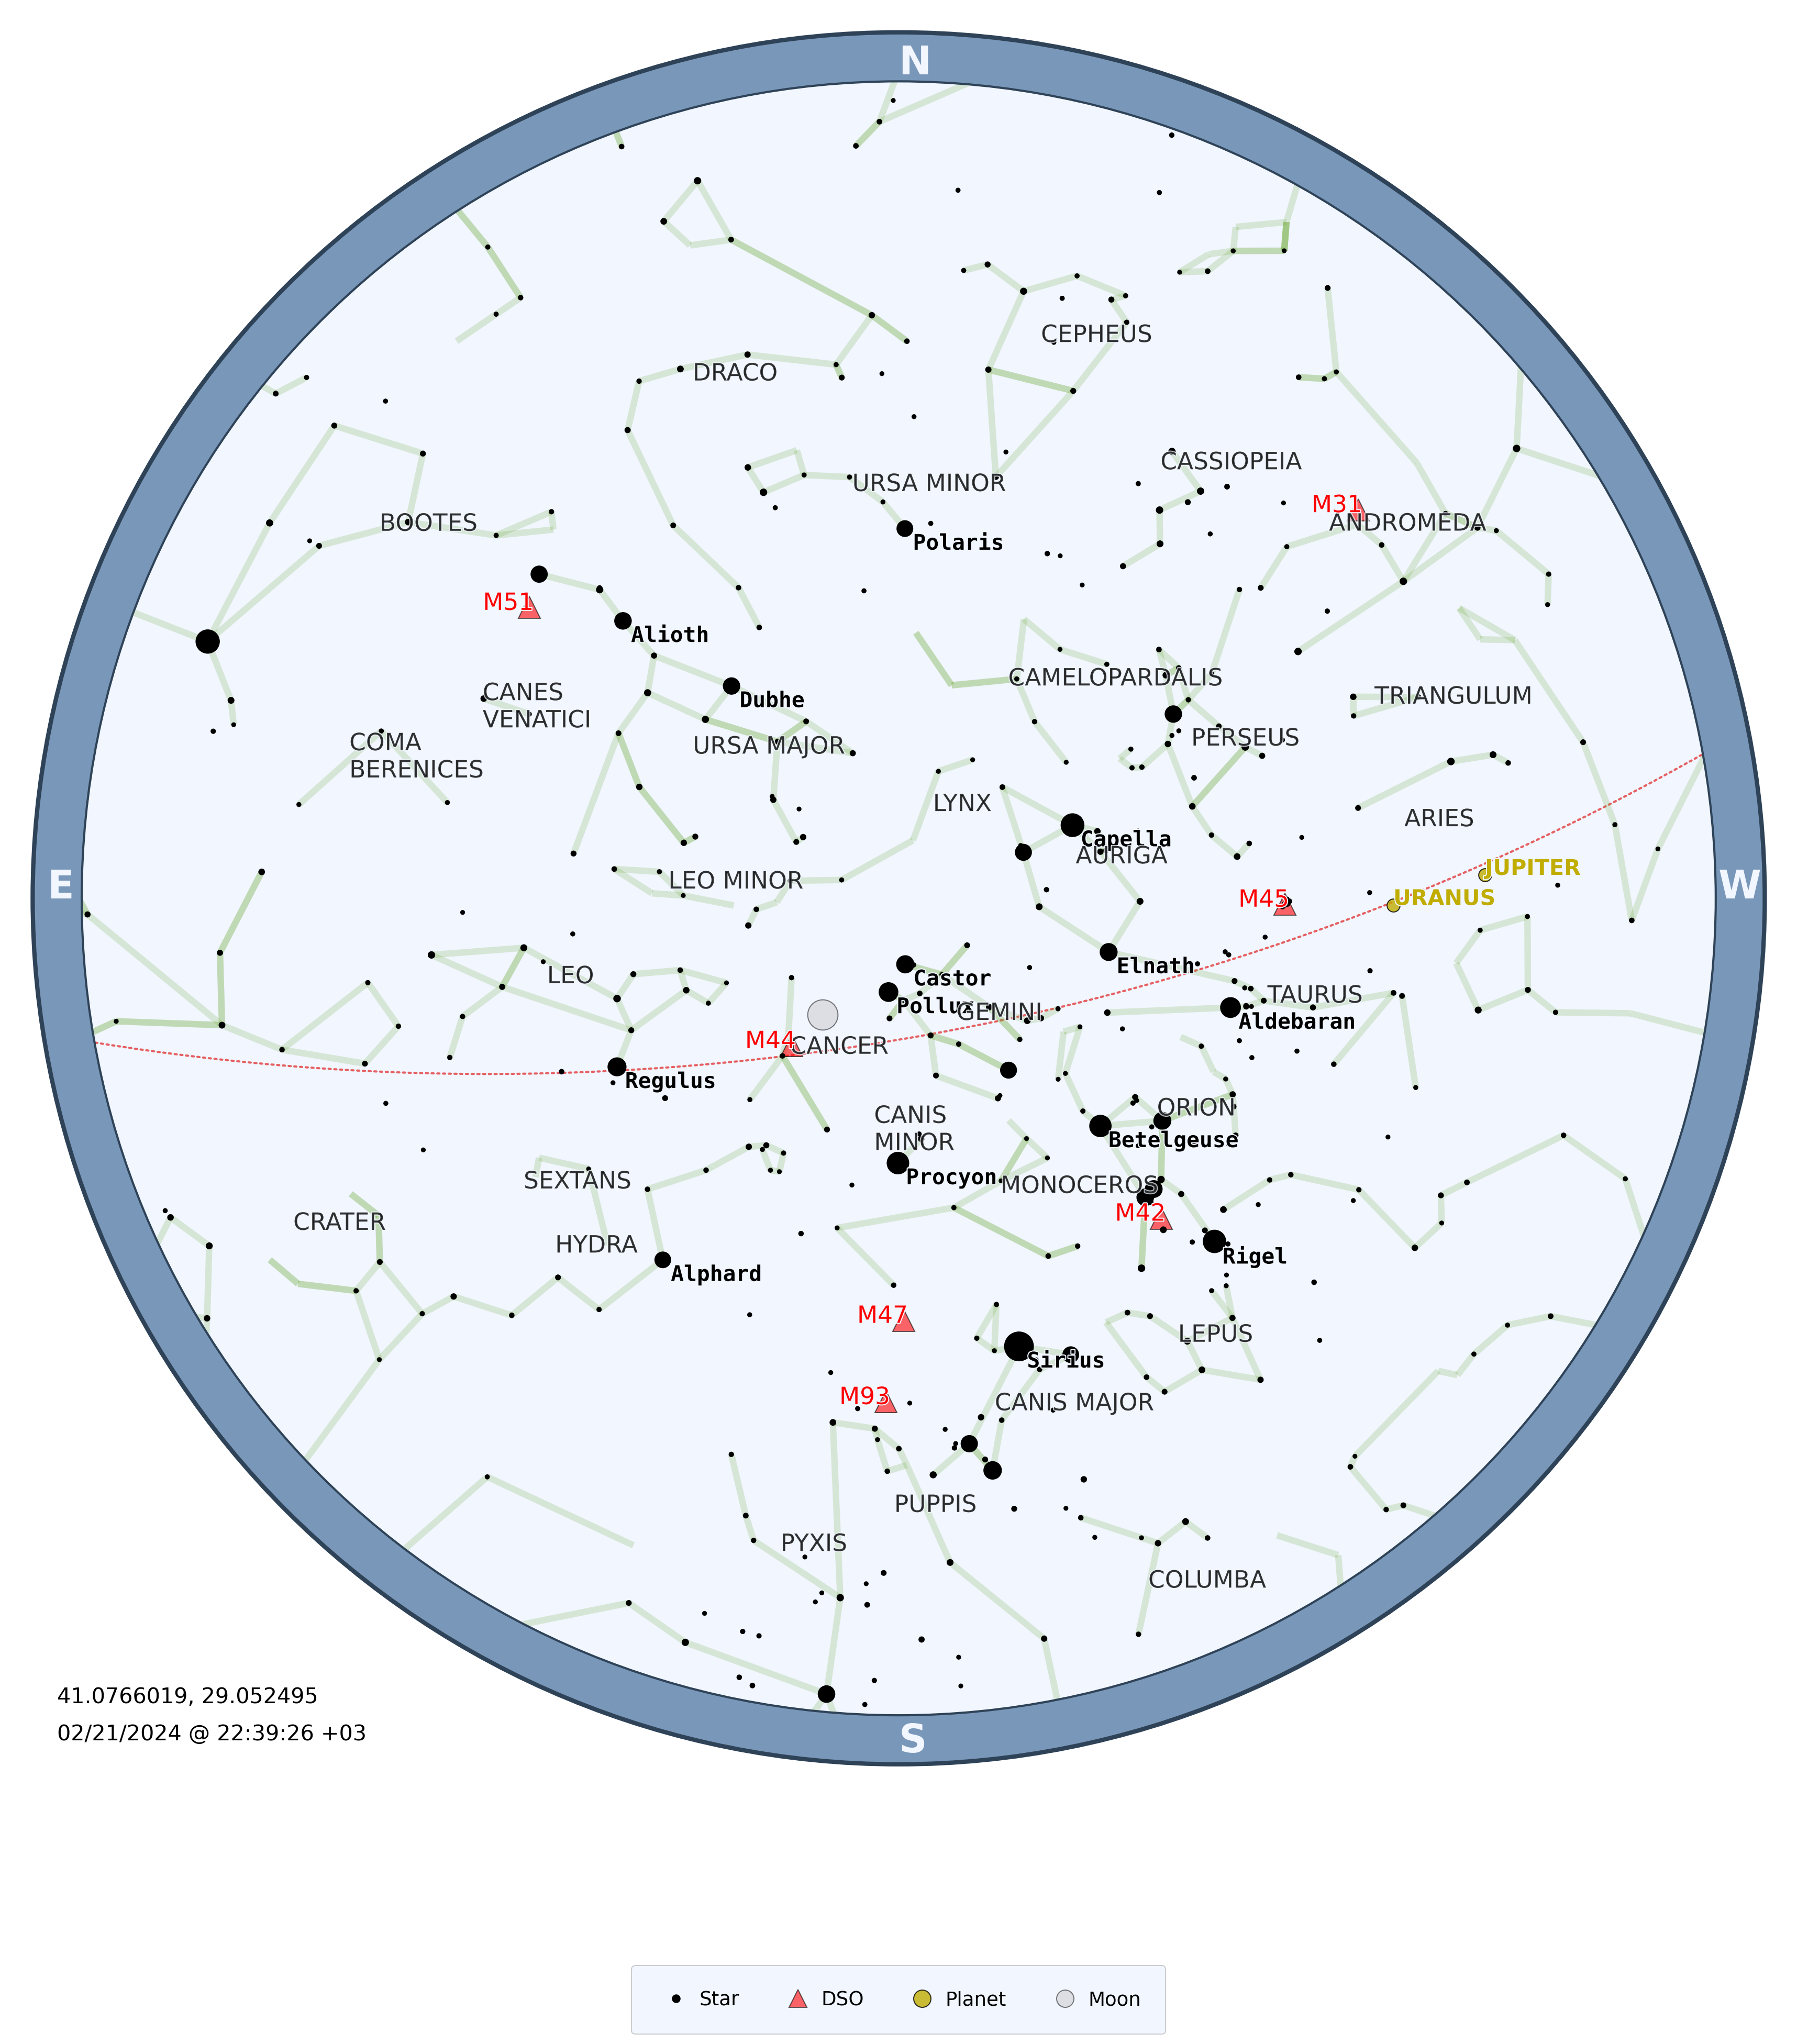 N
CEPHEUS
DRACO
CASSIOPEIA
URSA MINOR
M31
ANDROMEDA
BOOTES
Polaris
M51
Alioth
CAMELOPARDALIS
CANES
VENATICI
Dubhe
TRIANGULUM
PERSEUS
URSA MAJOR
COMA
BERENICES
LYNX
ARIES
Capella
AURIGA
JUPITER
LEO MINOR
E
W
M45
URANUS
Elnath
LEO
Castor
TAURUS
Pollux
GEMINI
Aldebaran
M44
CANCER
Regulus
CANIS
MINOR
ORION
Betelgeuse
Procyon
SEXTANS
MONOCEROS
M42
CRATER
HYDRA
Rigel
Alphard
M47
LEPUS
Sirius
M93
CANIS MAJOR
PUPPIS
PYXIS
COLUMBA
41.0766019, 29.052495
02/21/2024 @ 22:39:26 +03
S
Star DSO Planet Moon